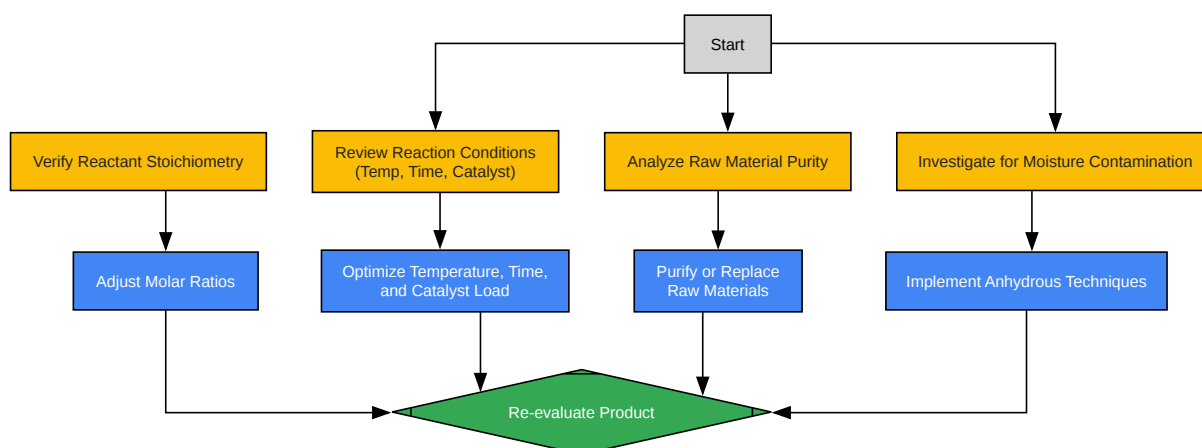 Start
Verify Reactant Stoichiometry
Review Reaction Conditions
(Temp, Time, Catalyst)
Analyze Raw Material Purity
Investigate for Moisture Contamination
Adjust Molar Ratios
Optimize Temperature, Time,
and Catalyst Load
Purify or Replace
Raw Materials
Implement Anhydrous Techniques
Re-evaluate Product